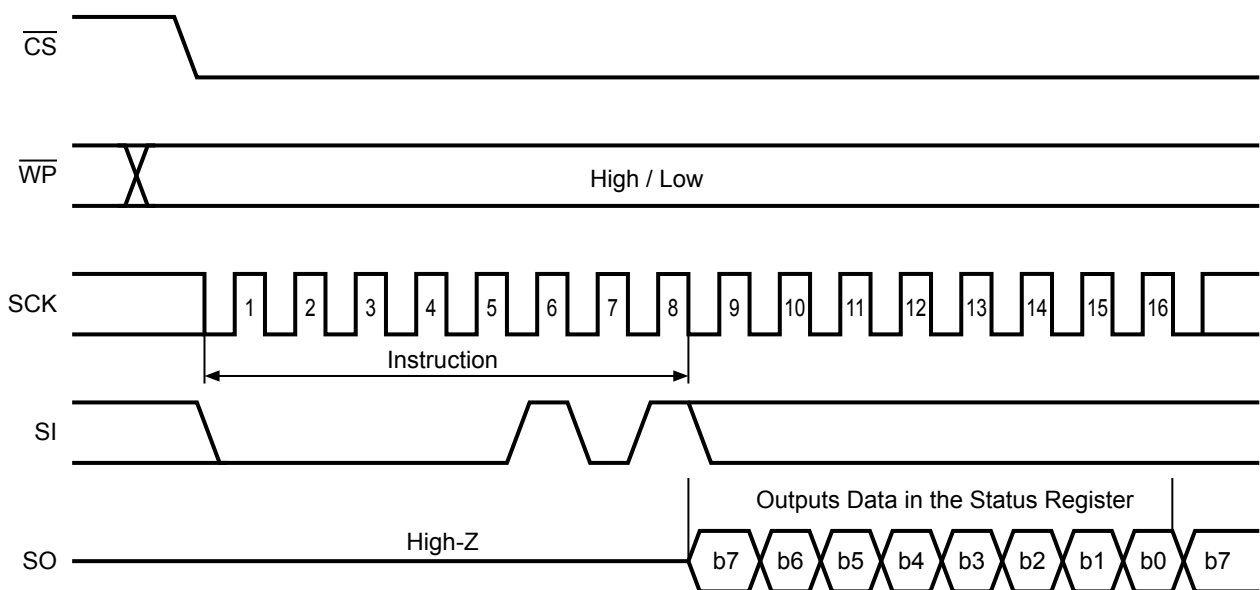 C̅S̅
W̅P̅ High / Low
SCK 1 2 3 4 5 6 7 8 9 10 11 12 13 14 15 16
Instruction
SI
Outputs Data in the Status Register
SO High-Z b7 b6 b5 b4 b3 b2 b1 b0 b7